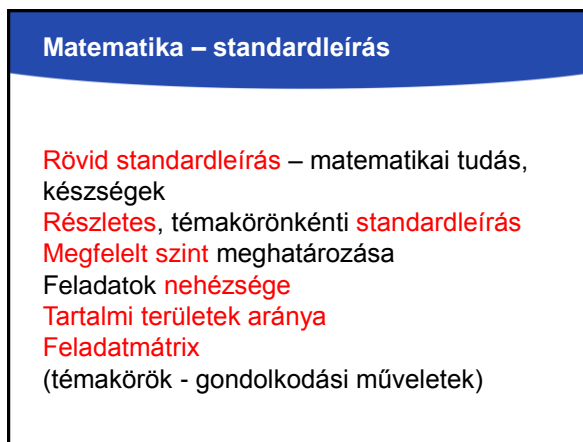 Matematika – standardleírás
Rövid standardleírás – matematikai tudás,
készségek
Részletes, témakörönkénti standardleírás
Megfelelt szint meghatározása
Feladatok nehézsége
Tartalmi területek aránya
Feladatmátrix
(témakörök - gondolkodási műveletek)